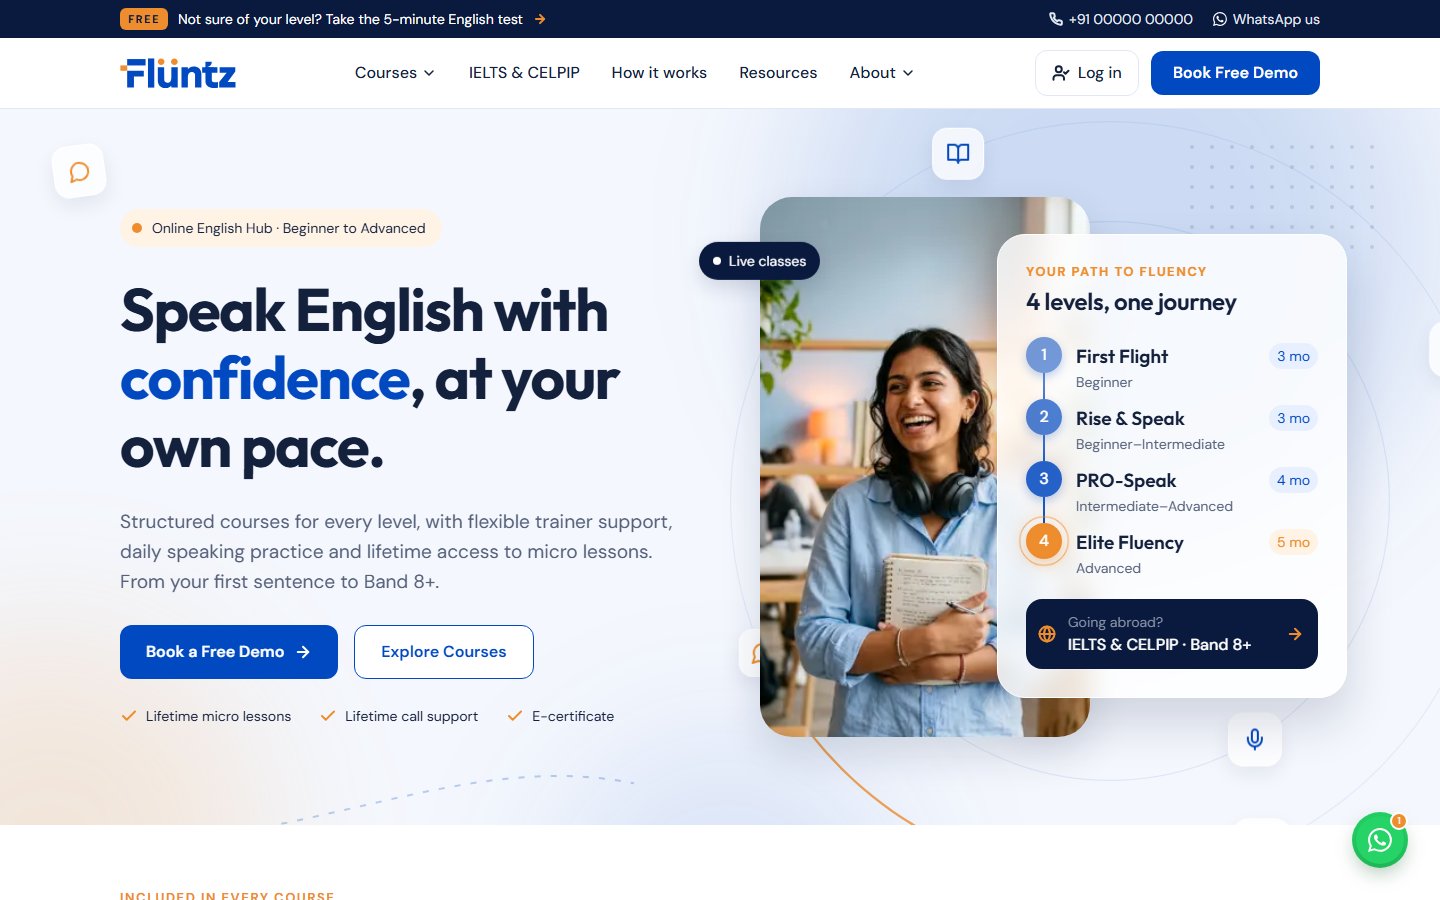 FREE Not sure of your level? Take the 5-minute English test
+91 00000 00000 WhatsApp us
Flüntz
Courses IELTS & CELPIP How it works Resources About
Log in Book Free Demo
Online English Hub · Beginner to Advanced
Speak English with
confidence, at your
own pace.
Structured courses for every level, with flexible trainer support,
daily speaking practice and lifetime access to micro lessons.
From your first sentence to Band 8+.
Book a Free Demo Explore Courses
Lifetime micro lessons Lifetime call support E-certificate
Live classes
YOUR PATH TO FLUENCY
4 levels, one journey
1 First Flight 3 mo
Beginner
2 Rise & Speak 3 mo
Beginner–Intermediate
3 PRO-Speak 4 mo
Intermediate–Advanced
4 Elite Fluency 5 mo
Advanced
Going abroad?
IELTS & CELPIP · Band 8+
1
INCLUDED IN EVERY COURSE